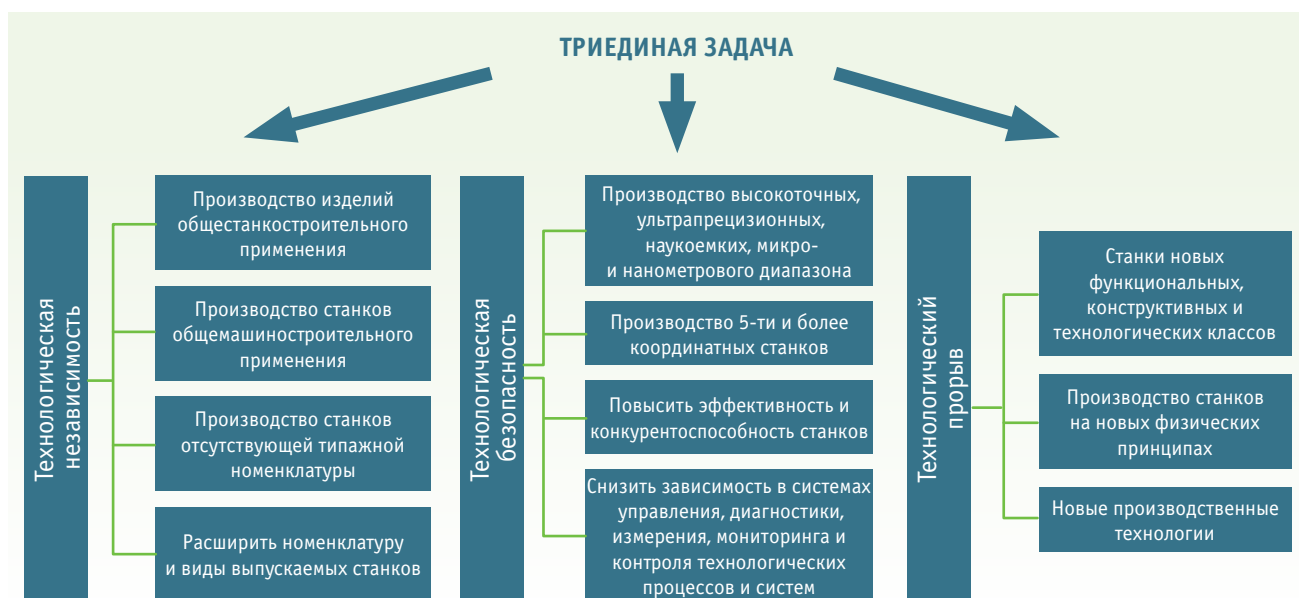 ТРИЕДИНАЯ ЗАДАЧА
Технологическая
независимость
Производство изделий
общестанкостроительного
применения
Производство станков
общемашиностроительного
применения
Производство станков
отсутствующей типажной
номенклатуры
Расширить номенклатуру
и виды выпускаемых станков
Технологическая
безопасность
Производство высокоточных,
ультрапрецизионных,
наукоемких, микро-
и нанометрового диапазона
Производство 5-ти и более
координатных станков
Повысить эффективность и
конкурентоспособность станков
Снизить зависимость в системах
управления, диагностики,
измерения, мониторинга и
контроля технологических
процессов и систем
Технологический
прорыв
Станки новых
функциональных,
конструктивных и
технологических классов
Производство станков
на новых физических
принципах
Новые производственные
технологии